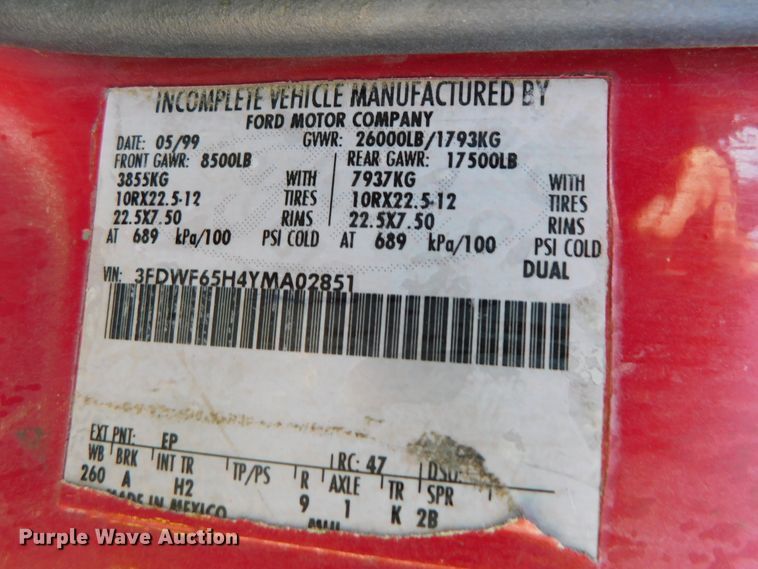 INCOMPLETE VEHICLE MANUFACTURED BY
FORD MOTOR COMPANY
DATE: 05/99 GVWR: 26000LB/1793KG
FRONT GAWR: 8500LB REAR GAWR: 17500LB
3855KG WITH 7937KG WITH
10RX22.5-12 TIRES 10RX22.5-12 TIRES
22.5X7.50 RIMS 22.5X7.50 RIMS
AT 689 kPa/100 PSI COLD AT 689 kPa/100 PSI COLD
DUAL
VIN: 3FDWF65H4YMA02851
EXT PNT: EP RC: 47 DSO:
WB BRK INT TR TP/PS R AXLE TR SPR
260 A H2 9 1 K 2B
MADE IN MEXICO
Purple Wave Auction